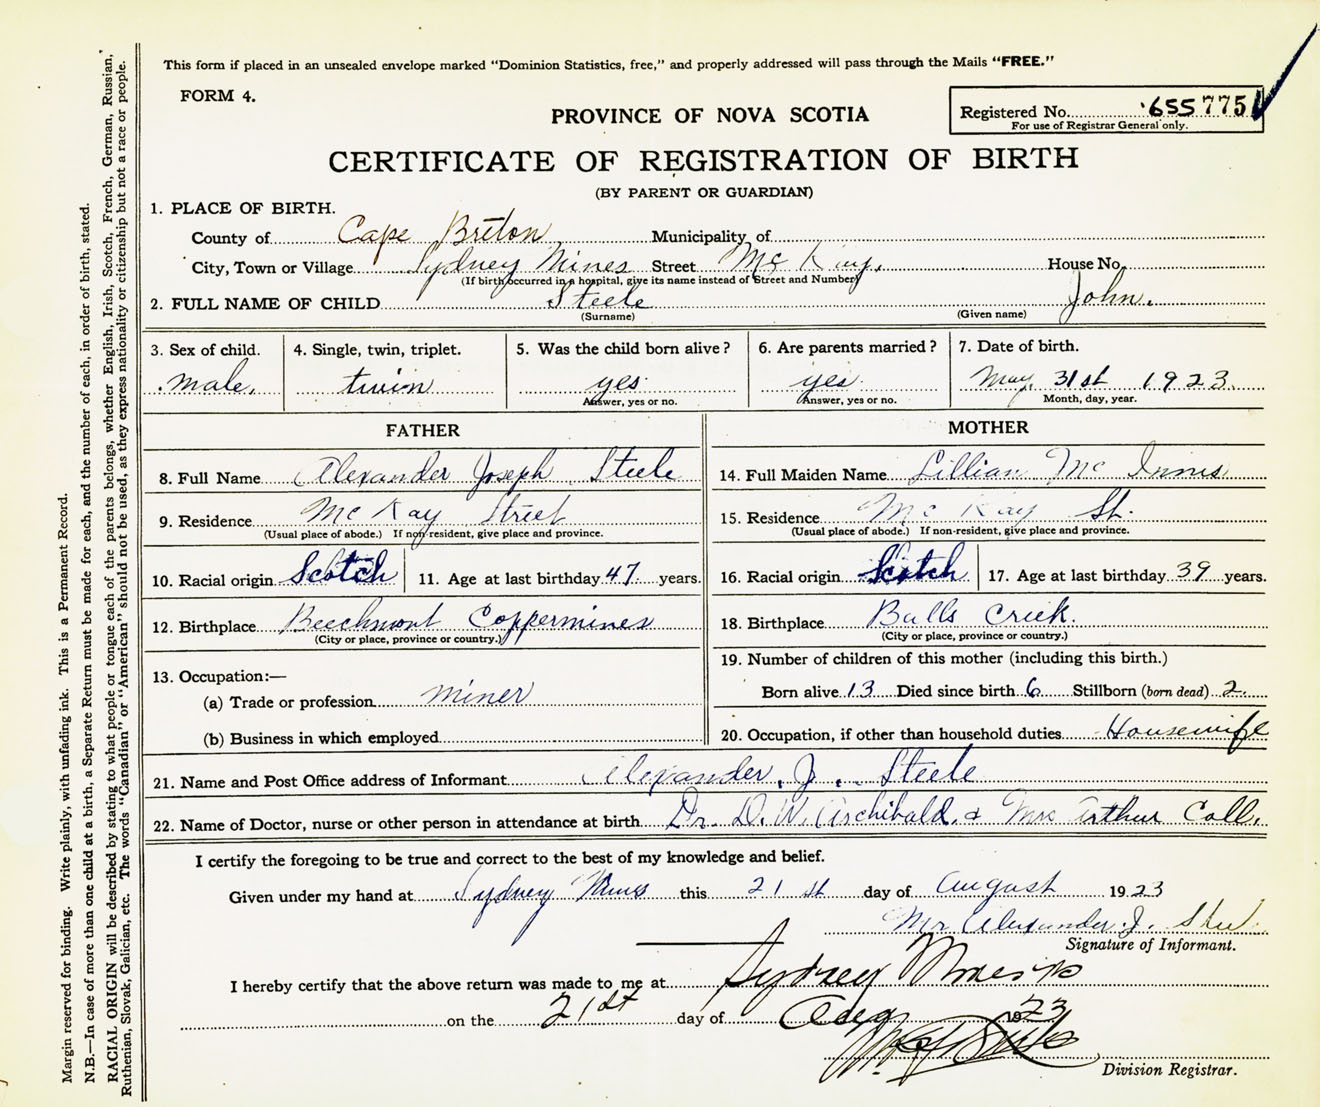 This form if placed in an unsealed envelope marked "Dominion Statistics, free," and properly addressed will pass through the Mails "FREE."
FORM 4.
PROVINCE OF NOVA SCOTIA
Registered No. 655775
For use of Registrar General only.
CERTIFICATE OF REGISTRATION OF BIRTH
(BY PARENT OR GUARDIAN)
1. PLACE OF BIRTH.
County of Cape Breton Municipality of
City, Town or Village Sydney Mines Street Mc Kay. House No.
(If birth occurred in a hospital, give its name instead of Street and Number)
2. FULL NAME OF CHILD Steele John.
(Surname) (Given name)
3. Sex of child. 4. Single, twin, triplet. 5. Was the child born alive? 6. Are parents married? 7. Date of birth.
male. twin yes. yes. May 31st 1923.
Answer, yes or no. Answer, yes or no. Month, day, year.
FATHER MOTHER
8. Full Name Alexander Joseph Steele
9. Residence Mc Kay Street
(Usual place of abode.) If non-resident, give place and province.
10. Racial origin Scotch 11. Age at last birthday 47 years.
12. Birthplace Beechmont Coppermines
(City or place, province or country.)
13. Occupation:—
(a) Trade or profession miner
(b) Business in which employed
14. Full Maiden Name Lillian Mc Innis
15. Residence Mc Kay St.
(Usual place of abode.) If non-resident, give place and province.
16. Racial origin Scotch 17. Age at last birthday 39 years.
18. Birthplace Balls Creek.
(City or place, province or country.)
19. Number of children of this mother (including this birth.)
Born alive 13 Died since birth 6 Stillborn (born dead) 2
20. Occupation, if other than household duties Housewife
21. Name and Post Office address of Informant Alexander. J. Steele
22. Name of Doctor, nurse or other person in attendance at birth Dr. D. W. Archibald. & Mrs Arthur Coll.
I certify the foregoing to be true and correct to the best of my knowledge and belief.
Given under my hand at Sydney Mines this 21 st day of August 1923
Mr Alexander J. Steele
Signature of Informant.
I hereby certify that the above return was made to me at Sydney Mines
on the 21st day of Aug 1923
Division Registrar.
Margin reserved for binding. Write plainly, with unfading ink. This is a Permanent Record.
N.B.—In case of more than one child at a birth, a Separate Return must be made for each, and the number of each, in order of birth, stated.
RACIAL ORIGIN will be described by stating to what people or tongue each of the parents belongs, whether English, Irish, Scotch, French, German, Russian,
Ruthenian, Slovak, Galician, etc. The words "Canadian" or "American" should not be used, as they express nationality or citizenship but not a race or people.